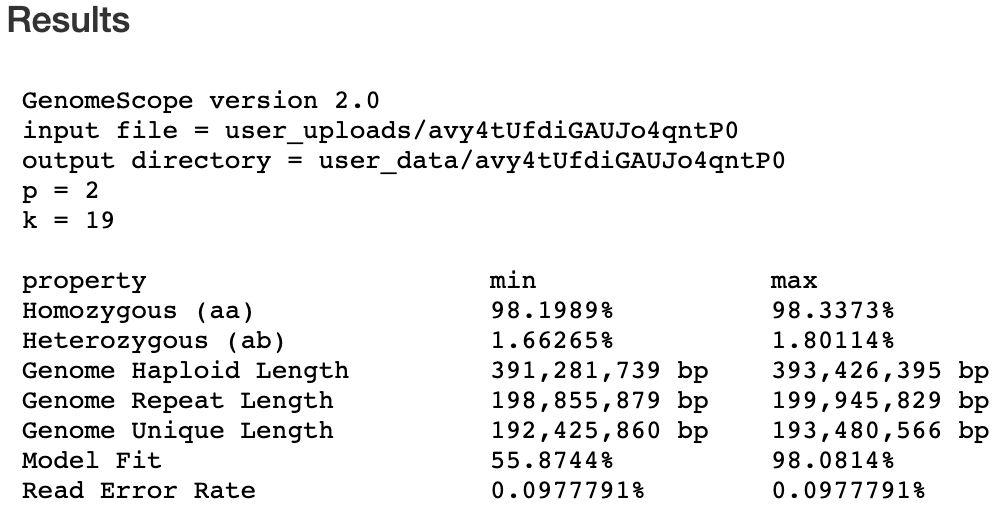 Results
GenomeScope version 2.0
input file = user_uploads/avy4tUfdiGAUJo4qntP0
output directory = user_data/avy4tUfdiGAUJo4qntP0
p = 2
k = 19
property min max
Homozygous (aa) 98.1989% 98.3373%
Heterozygous (ab) 1.66265% 1.80114%
Genome Haploid Length 391,281,739 bp 393,426,395 bp
Genome Repeat Length 198,855,879 bp 199,945,829 bp
Genome Unique Length 192,425,860 bp 193,480,566 bp
Model Fit 55.8744% 98.0814%
Read Error Rate 0.0977791% 0.0977791%